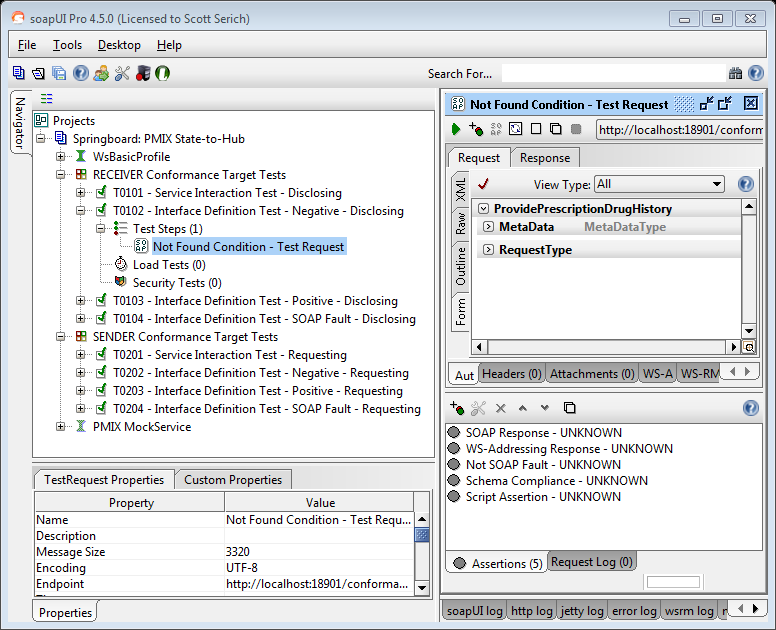 soapUI Pro 4.5.0 (Licensed to Scott Serich)
File Tools Desktop Help
Search For...
Navigator
Projects
Springboard: PMIX State-to-Hub
WsBasicProfile
RECEIVER Conformance Target Tests
T0101 - Service Interaction Test - Disclosing
T0102 - Interface Definition Test - Negative - Disclosing
Test Steps (1)
SO AP Not Found Condition - Test Request
Load Tests (0)
Security Tests (0)
T0103 - Interface Definition Test - Positive - Disclosing
T0104 - Interface Definition Test - SOAP Fault - Disclosing
SENDER Conformance Target Tests
T0201 - Service Interaction Test - Requesting
T0202 - Interface Definition Test - Negative - Requesting
T0203 - Interface Definition Test - Positive - Requesting
T0204 - Interface Definition Test - SOAP Fault - Requesting
PMIX MockService
TestRequest Properties Custom Properties
Property Value
Name Not Found Condition - Test Requ...
Description
Message Size 3320
Encoding UTF-8
Endpoint http://localhost:18901/conforma...
Properties
SO AP Not Found Condition - Test Request
http://localhost:18901/conform
Request Response
XML
Raw
Outline
Form
View Type: All
ProvidePrescriptionDrugHistory
MetaData MetaDataType
RequestType
Aut Headers (0) Attachments (0) WS-A WS-RM
SOAP Response - UNKNOWN
WS-Addressing Response - UNKNOWN
Not SOAP Fault - UNKNOWN
Schema Compliance - UNKNOWN
Script Assertion - UNKNOWN
Assertions (5) Request Log (0)
soapUI log http log jetty log error log wsrm log